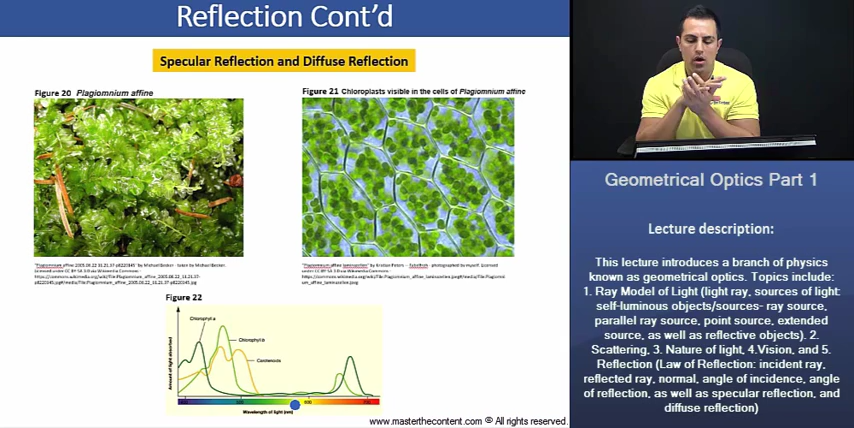 Reflection Cont'd
Specular Reflection and Diffuse Reflection
Figure 20 Plagiomnium affine
Figure 21 Chloroplasts visible in the cells of Plagiomnium affine
Figure 22
Chlorophyll b
Carotenoids
Amount of light absorbed
Wavelength of light (nm)
www.masterthecontent.com ® All rights reserved.
Geometrical Optics Part 1
Lecture description:
This lecture introduces a branch of physics
known as geometrical optics. Topics include:
1. Ray Model of Light (light ray, sources of light:
self-luminous objects/sources- ray source,
parallel ray source, point source, extended
source, as well as reflective objects). 2.
Scattering, 3. Nature of light, 4.Vision, and 5.
Reflection (Law of Reflection: incident ray,
reflected ray, normal, angle of incidence, angle
of reflection, as well as specular reflection, and
diffuse reflection)